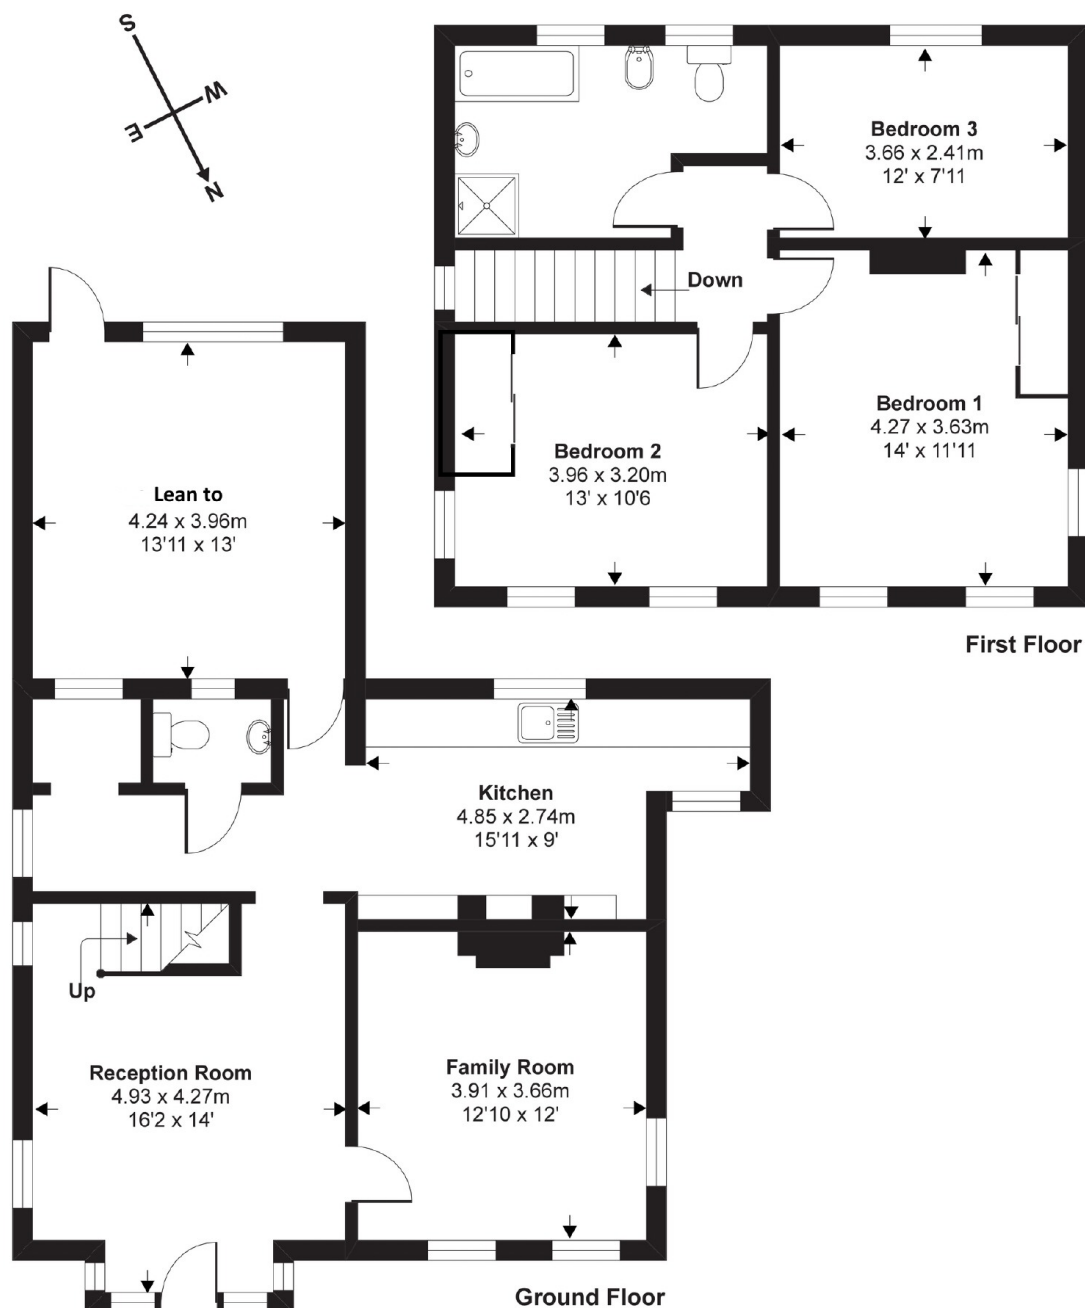 S
W
E
N
Bedroom 3
3.66 x 2.41m
12' x 7'11
Down
Bedroom 1
4.27 x 3.63m
14' x 11'11
Bedroom 2
3.96 x 3.20m
13' x 10'6
First Floor
Lean to
4.24 x 3.96m
13'11 x 13'
Kitchen
4.85 x 2.74m
15'11 x 9'
Up
Reception Room
4.93 x 4.27m
16'2 x 14'
Family Room
3.91 x 3.66m
12'10 x 12'
Ground Floor